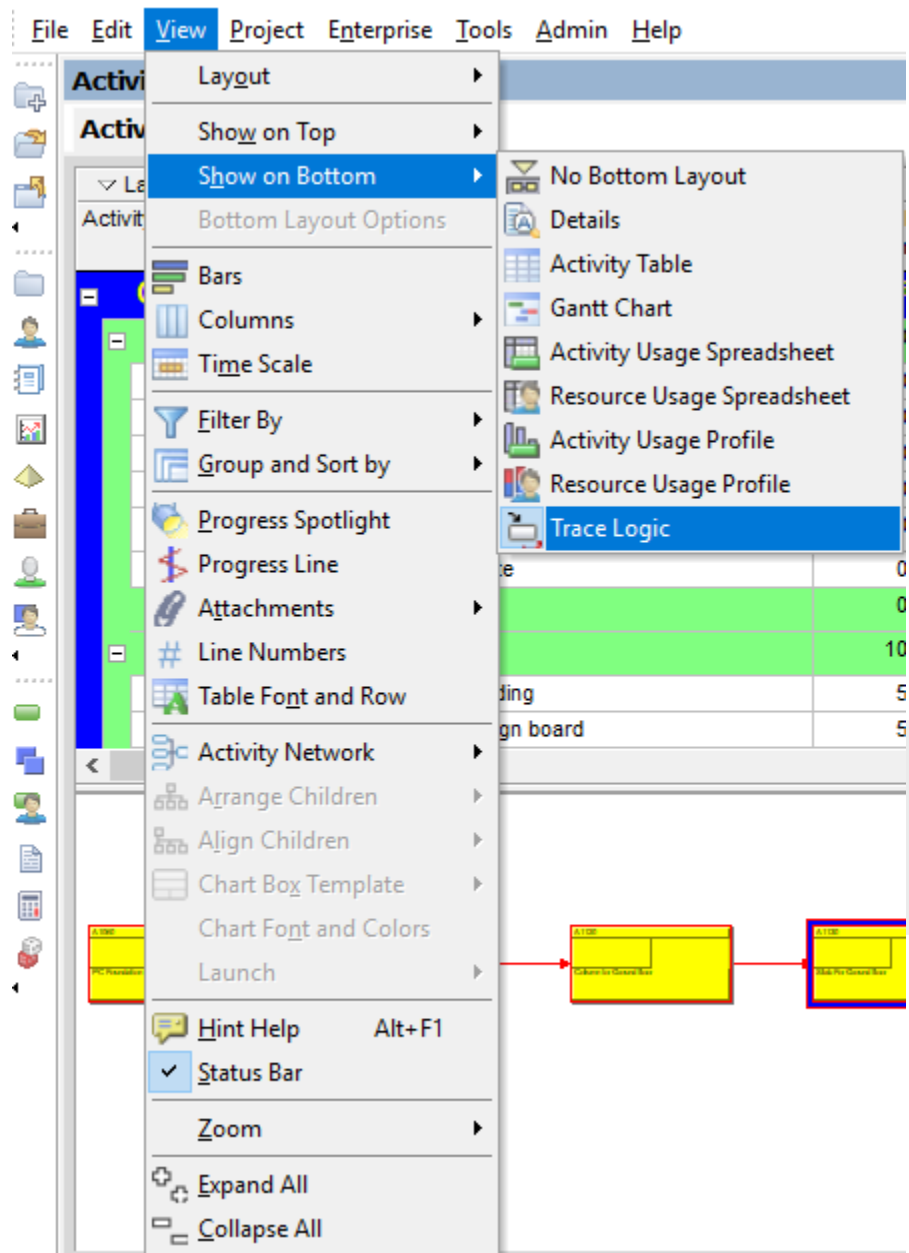 File Edit View Project Enterprise Tools Admin Help
Layout
Show on Top
Show on Bottom
Bottom Layout Options
Bars
Columns
Time Scale
Filter By
Group and Sort by
Progress Spotlight
Progress Line
Attachments
Line Numbers
Table Font and Row
Activity Network
Arrange Children
Align Children
Chart Box Template
Chart Font and Colors
Launch
Hint Help Alt+F1
Status Bar
Zoom
Expand All
Collapse All
No Bottom Layout
Details
Activity Table
Gantt Chart
Activity Usage Spreadsheet
Resource Usage Spreadsheet
Activity Usage Profile
Resource Usage Profile
Trace Logic
Activi
Activ
La
Activit
te 0
0
10
ding 5
gn board 5